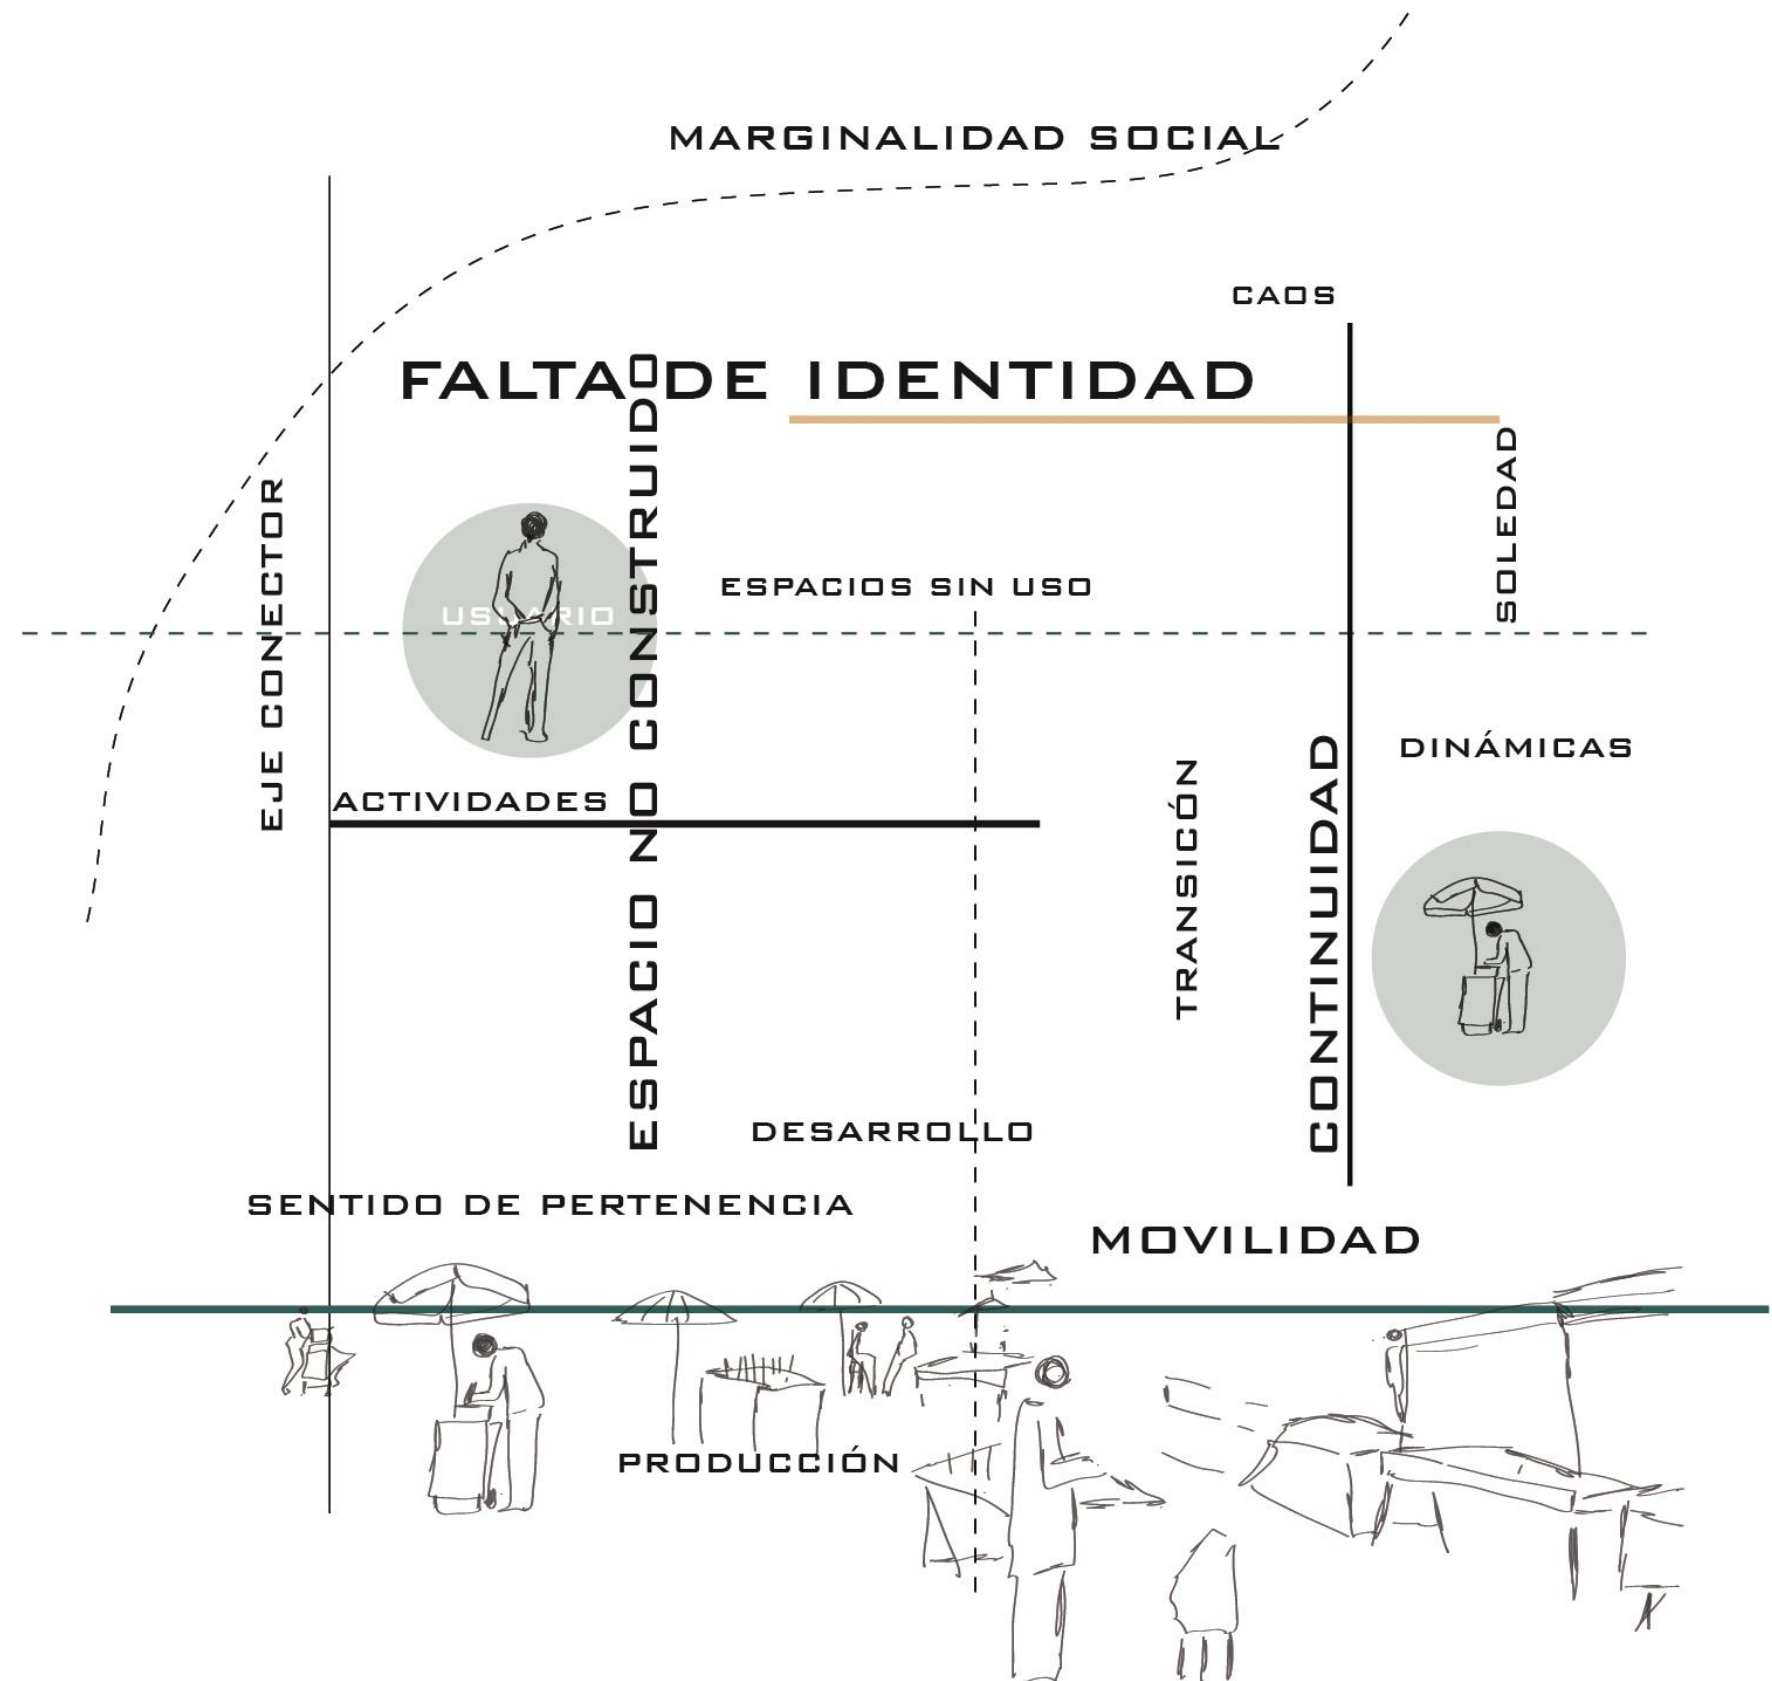 MARGINALIDAD SOCIAL
CAOS
FALTA DE IDENTIDAD
SOLEDAD
EJE CONECTOR
ESPACIO NO CONSTRUIDO
ESPACIOS SIN USO
USUARIO
DINÁMICAS
ACTIVIDADES
TRANSICÓN
CONTINUIDAD
DESARROLLO
SENTIDO DE PERTENENCIA
MOVILIDAD
PRODUCCIÓN